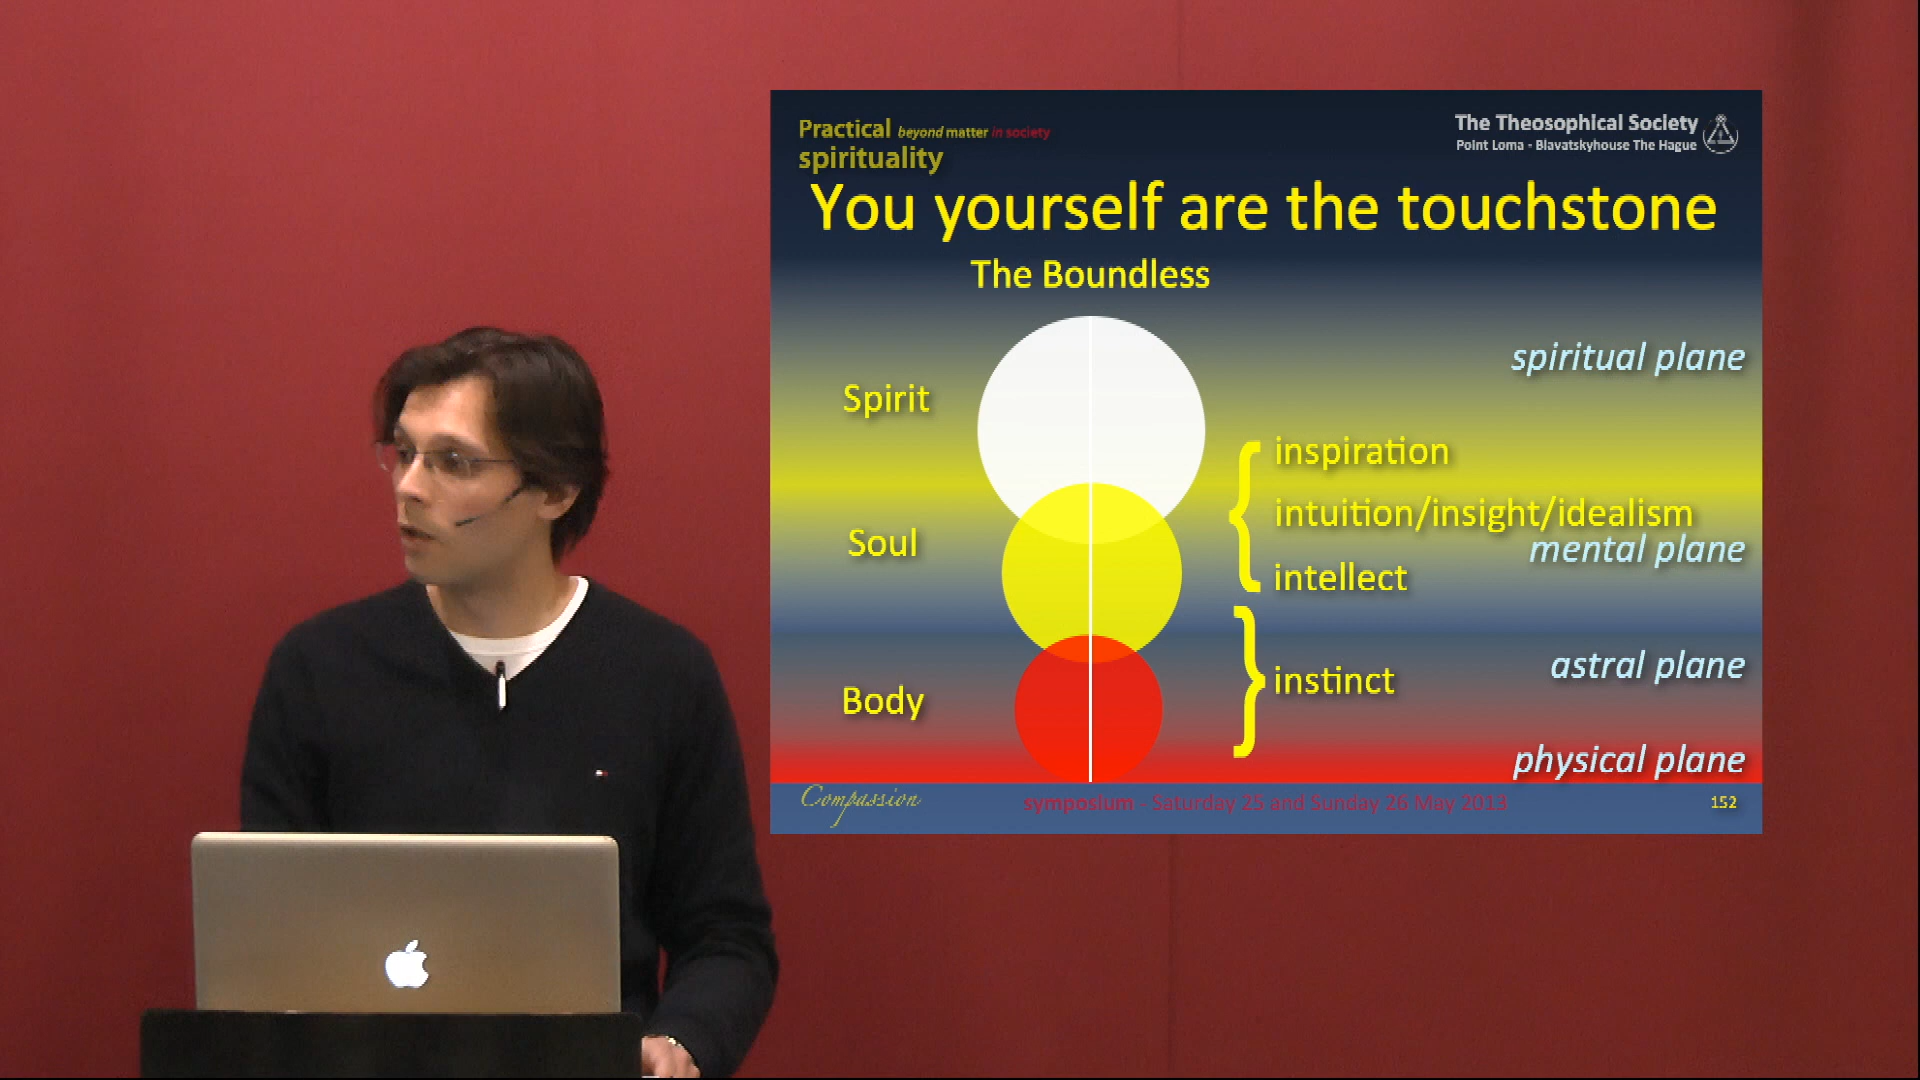 Practical beyond matter in society
spirituality
The Theosophical Society
Point Loma - Blavatskyhouse The Hague
You yourself are the touchstone
The Boundless
spiritual plane
Spirit
inspiration
intuition/insight/idealism
Soul
mental plane
intellect
astral plane
instinct
Body
physical plane
Compassion
symposium - Saturday 25 and Sunday 26 May 2013
152